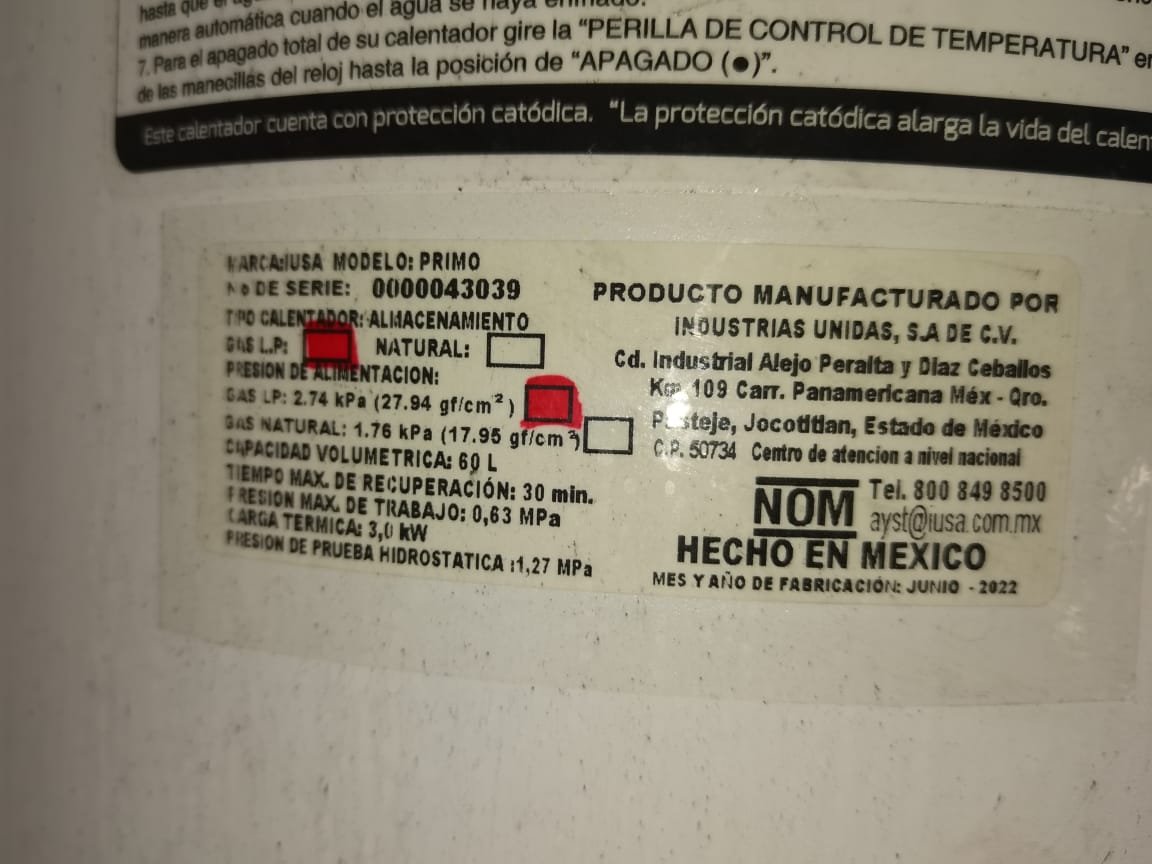 hasta que el
manera automática cuando el agua se haya
7. Para el apagado total de su calentador gire la “PERILLA DE CONTROL DE TEMPERATURA” en
de las manecillas del reloj hasta la posición de “APAGADO (●)”.
Este calentador cuenta con protección catódica. “La protección catódica alarga la vida del calen
MARCA:IUSA MODELO: PRIMO
No DE SERIE: 0000043039
TIPO CALENTADOR: ALMACENAMIENTO
GAS L.P: NATURAL:
PRESION DE ALIMENTACION:
GAS LP: 2.74 kPa (27.94 gf/cm²)
GAS NATURAL: 1.76 kPa (17.95 gf/cm²)
CAPACIDAD VOLUMETRICA: 60 L
TIEMPO MAX. DE RECUPERACIÓN: 30 min.
PRESION MAX. DE TRABAJO: 0,63 MPa
CARGA TERMICA: 3,0 kW
PRESION DE PRUEBA HIDROSTATICA :1,27 MPa
PRODUCTO MANUFACTURADO POR
INDUSTRIAS UNIDAS, S.A DE C.V.
Cd. Industrial Alejo Peralta y Diaz Ceballos
Km 109 Carr. Panamericana Méx - Qro.
Pasteje, Jocotitlan, Estado de México
C.P. 50734 Centro de atencion a nivel nacional
NOM
Tel. 800 849 8500
ayst@iusa.com.mx
HECHO EN MEXICO
MES Y AÑO DE FABRICACIÓN: JUNIO - 2022